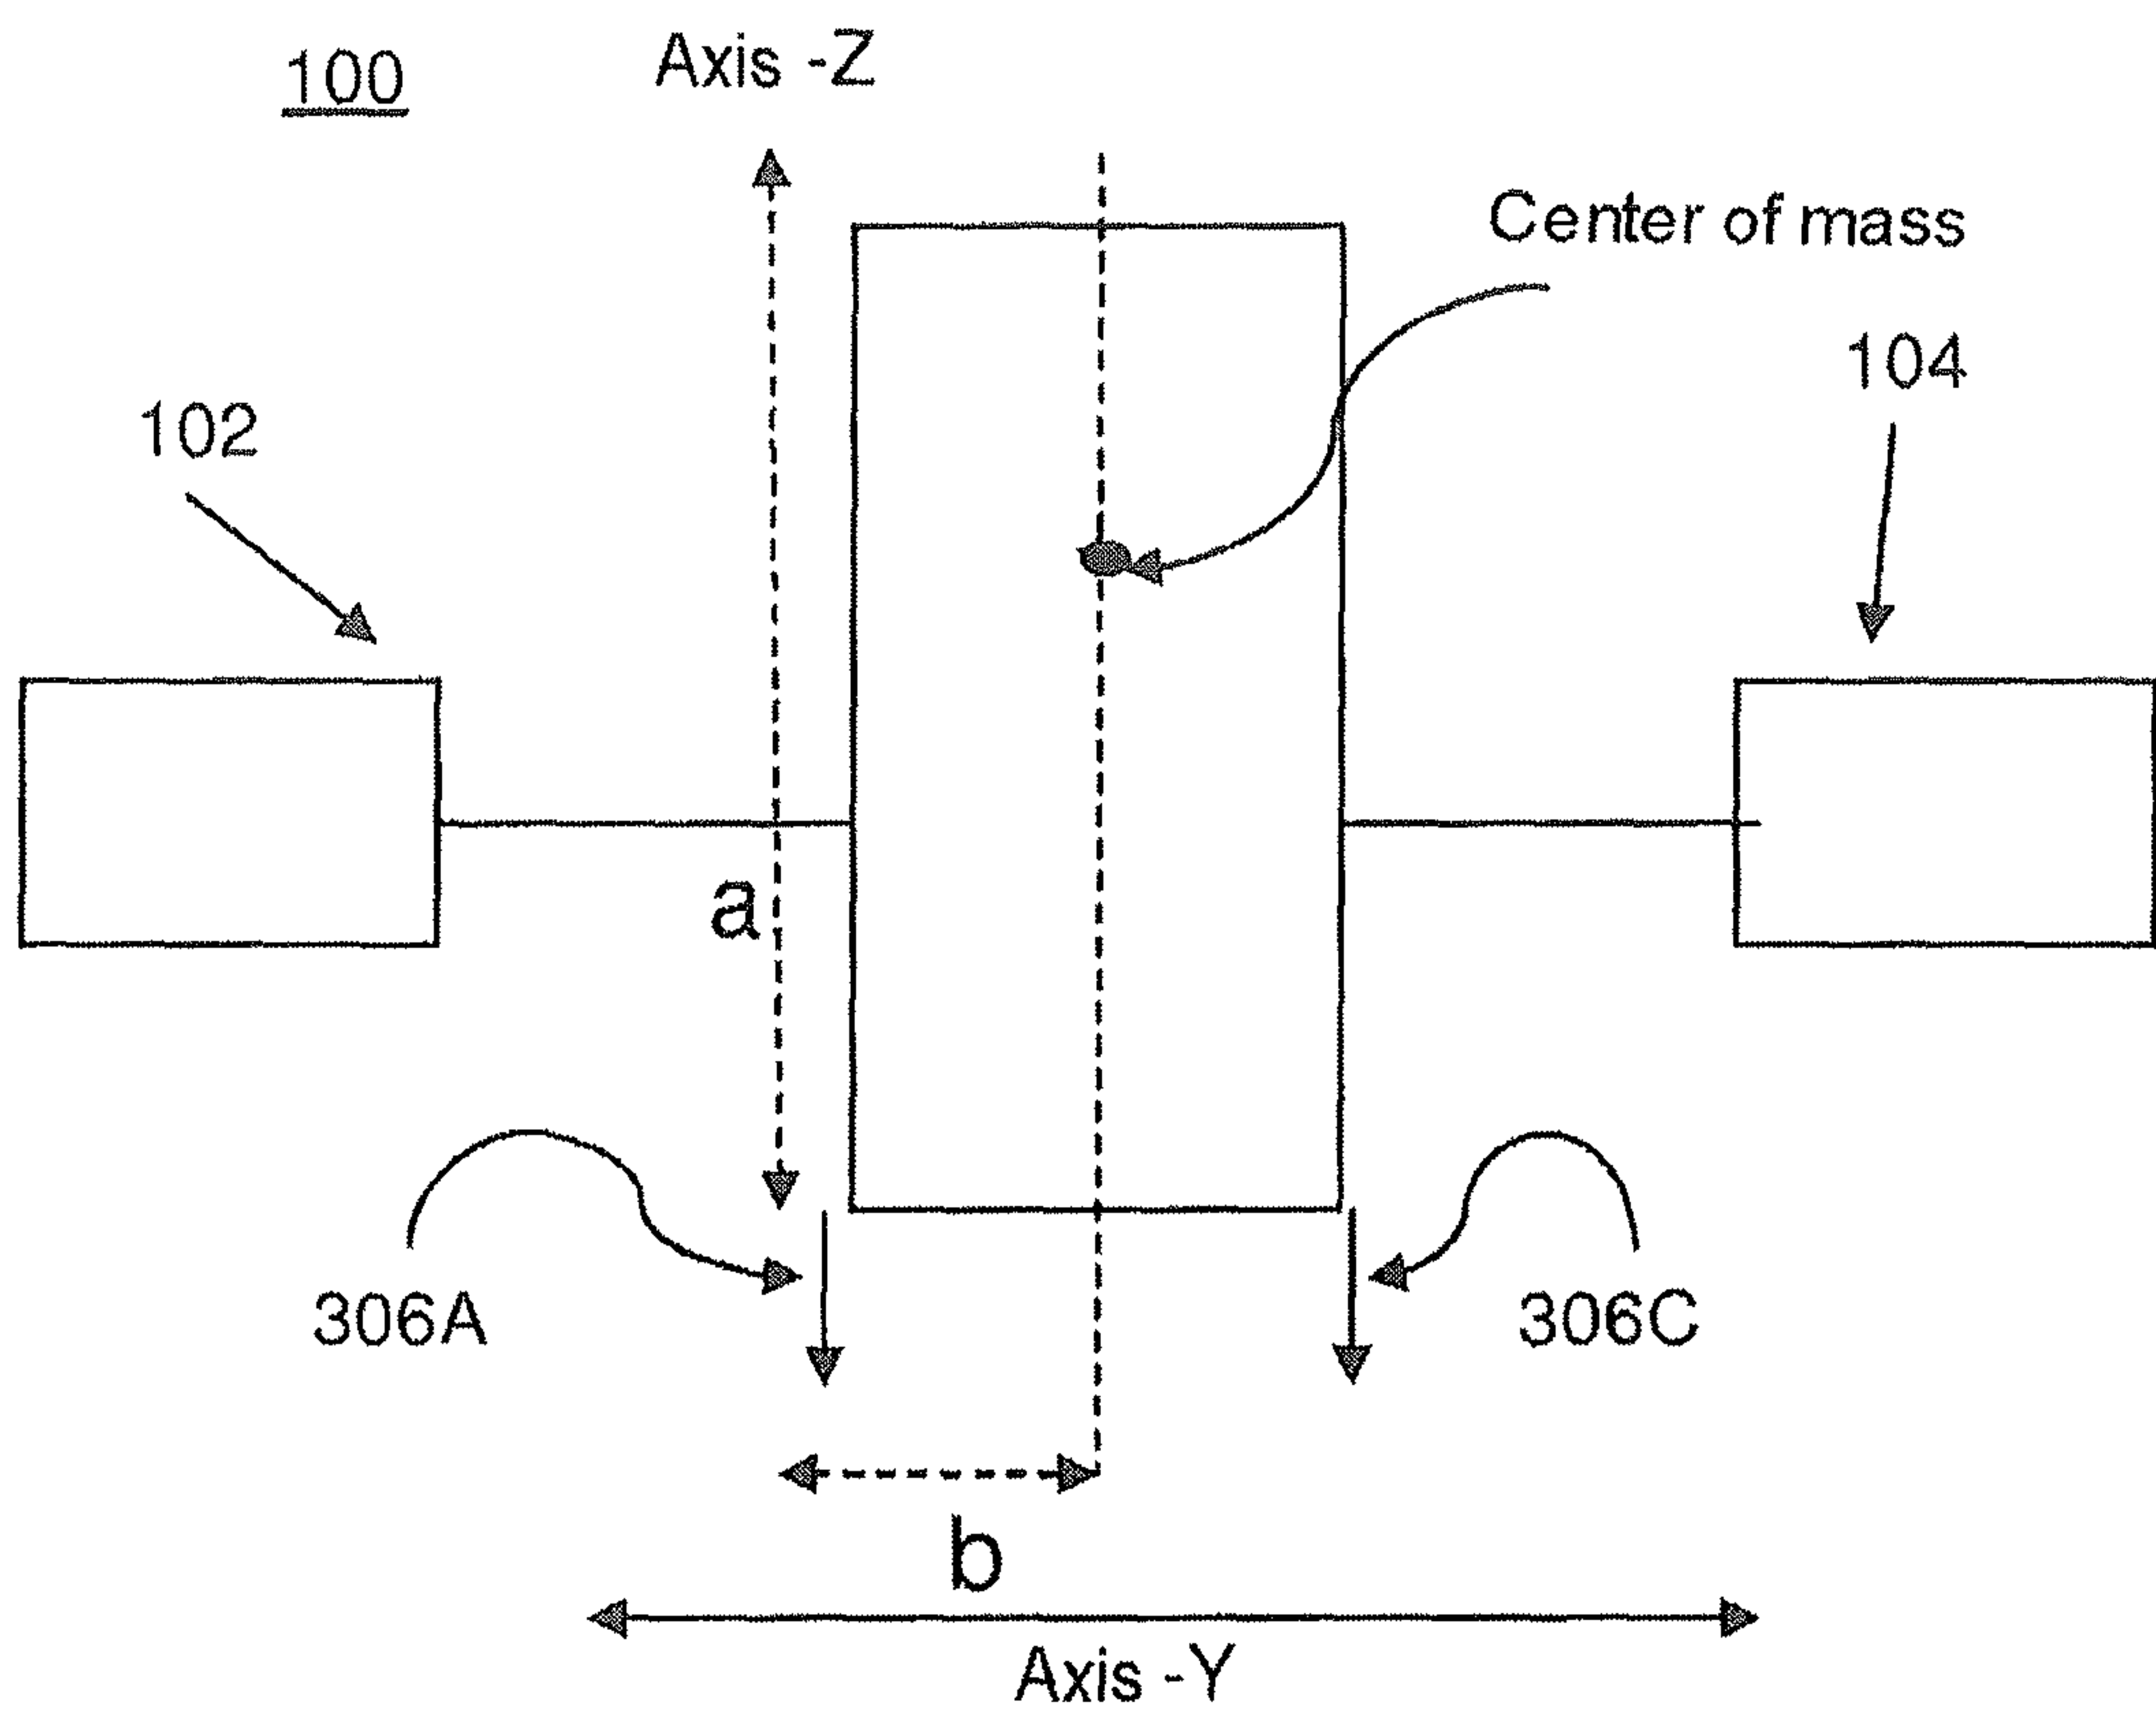 100
Axis -Z
Center of mass
104
102
a
306A
306C
b
Axis -Y